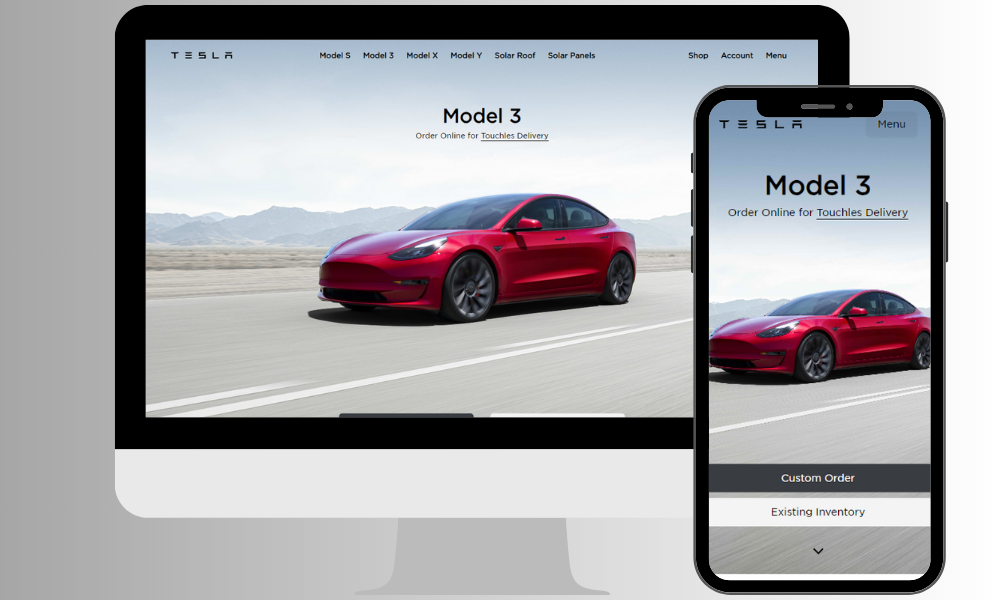 TESLA
Model S Model 3 Model X Model Y Solar Roof Solar Panels
Shop Account Menu
Model 3
Order Online for Touchles Delivery
TESLA
Menu
Model 3
Order Online for Touchles Delivery
Custom Order
Existing Inventory